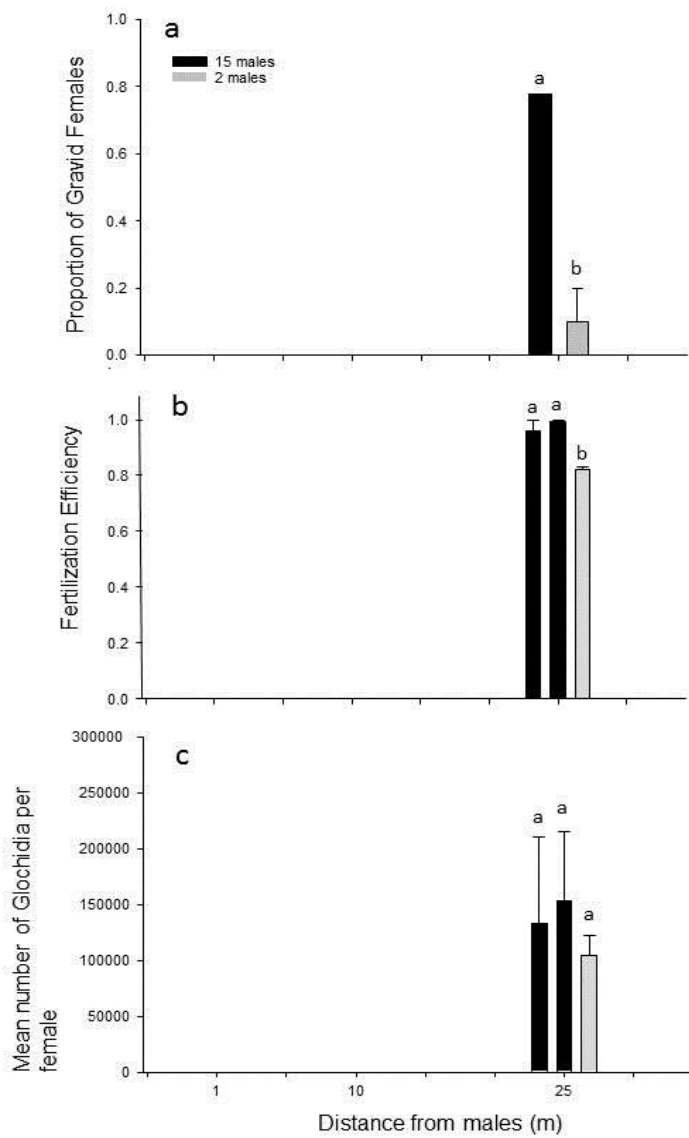 a
15 males
2 males
1.0
0.8
0.6
0.4
0.2
0.0
Proportion of Gravid Females
a
b
b
1.0
0.8
0.6
0.4
0.2
0.0
Fertilization Efficiency
a a
b
c
300000
250000
200000
150000
100000
50000
0
Mean number of Glochidia per
female
a a
a
1 10 25
Distance from males (m)